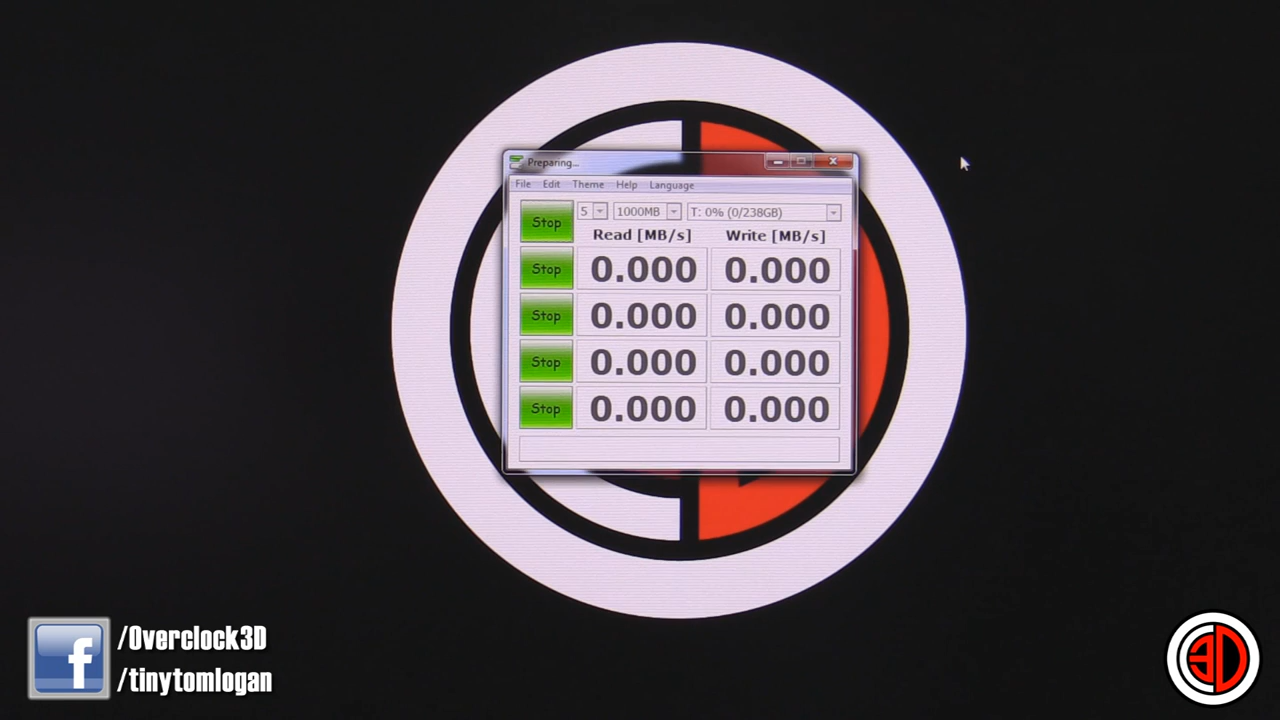 Preparing...
File Edit Theme Help Language
Stop 5 1000MB T: 0% (0/238GB)
Read [MB/s] Write [MB/s]
Stop 0.000 0.000
Stop 0.000 0.000
Stop 0.000 0.000
Stop 0.000 0.000
f /Overclock3D
/tinytomlogan
3D